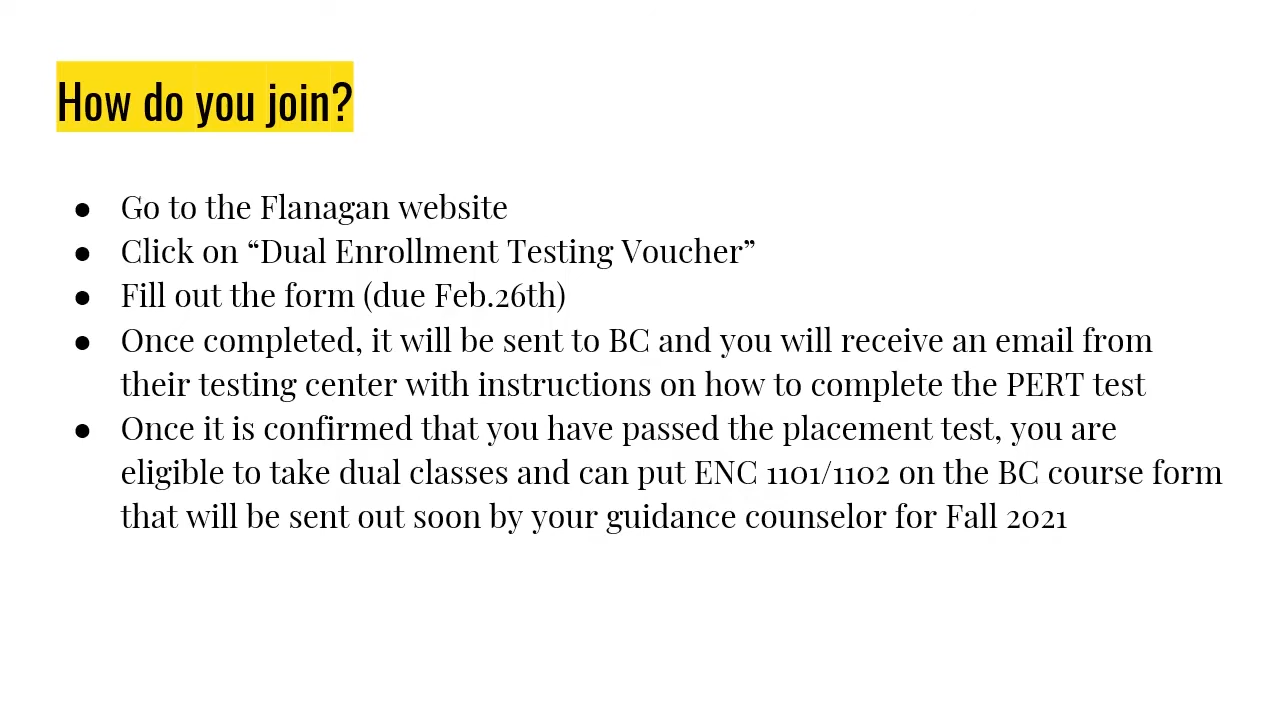 How do you join?
● Go to the Flanagan website
● Click on “Dual Enrollment Testing Voucher”
● Fill out the form (due Feb.26th)
● Once completed, it will be sent to BC and you will receive an email from
their testing center with instructions on how to complete the PERT test
● Once it is confirmed that you have passed the placement test, you are
eligible to take dual classes and can put ENC 1101/1102 on the BC course form
that will be sent out soon by your guidance counselor for Fall 2021